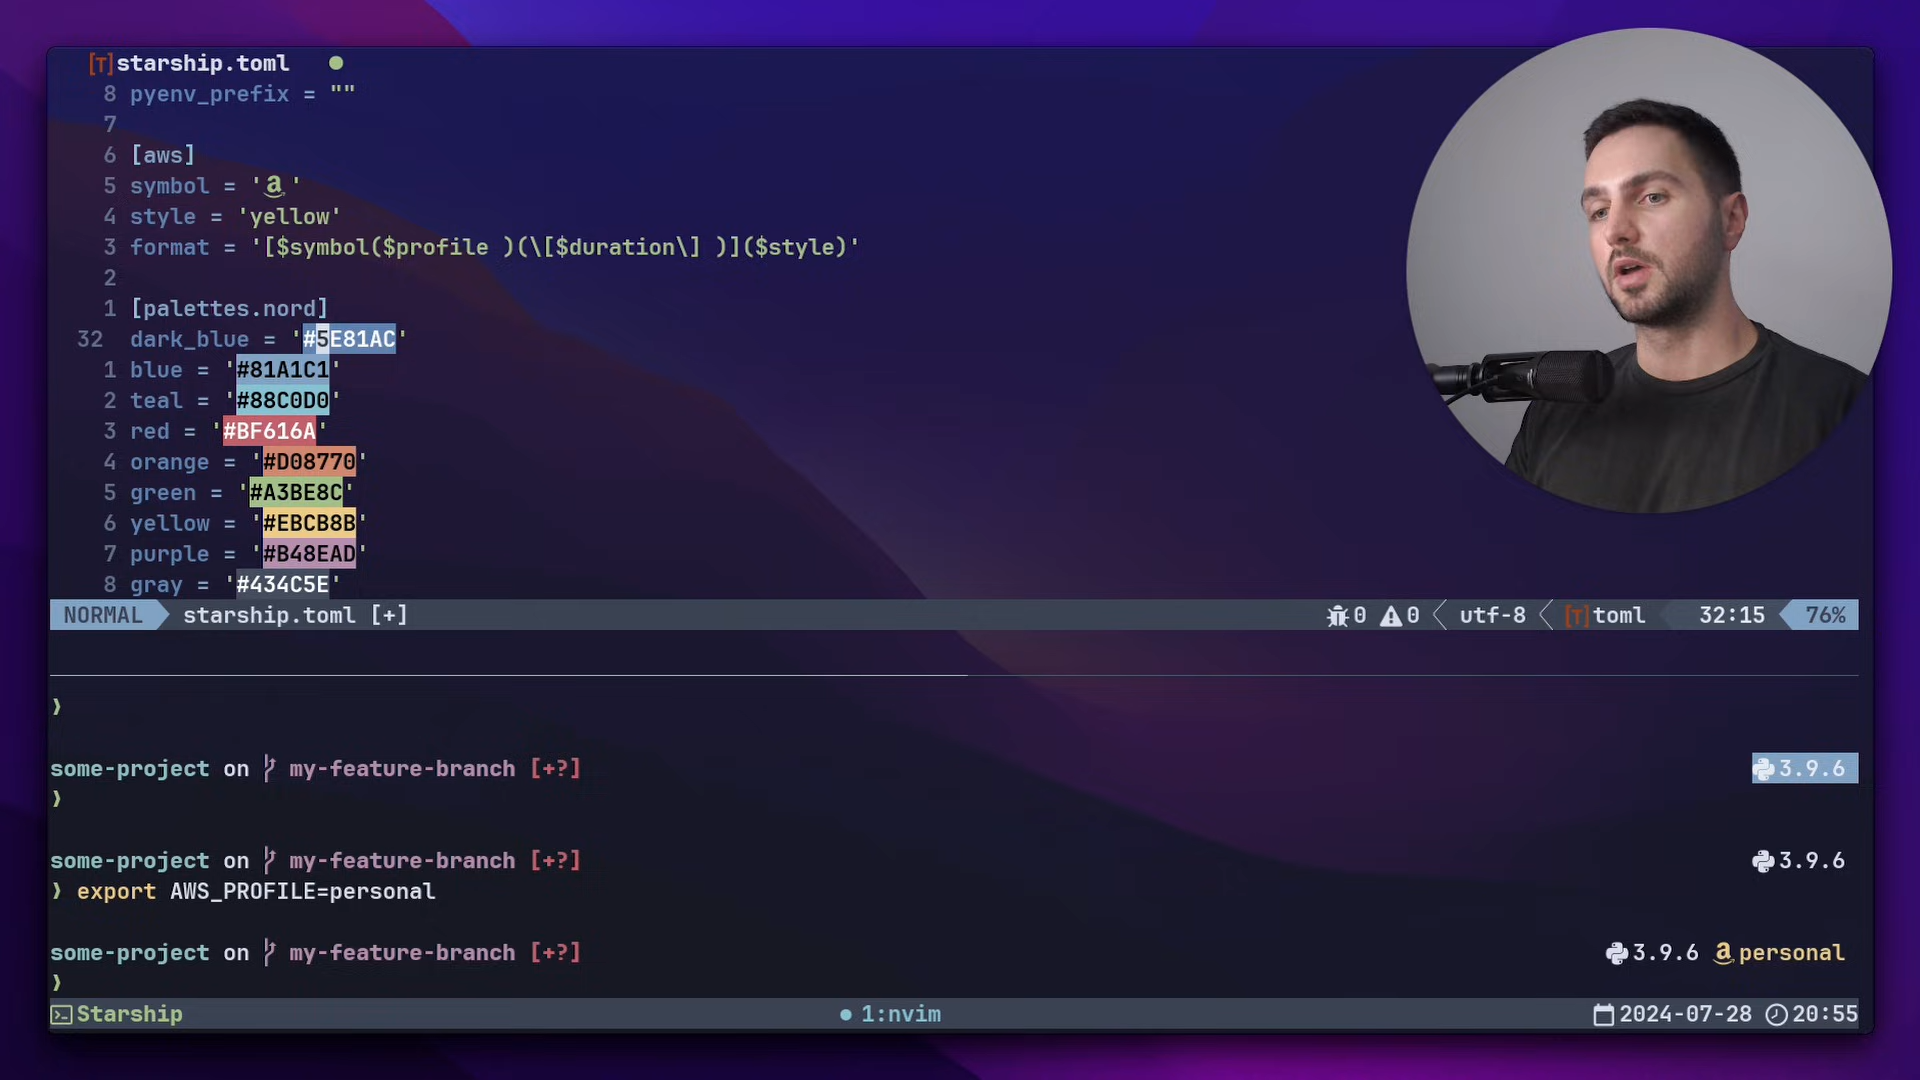 [T] starship.toml
8 pyenv_prefix = ""
7
6 [aws]
5 symbol = 'a '
4 style = 'yellow'
3 format = '[$symbol($profile )(\[$duration\] )]($style)'
2
1 [palettes.nord]
32 dark_blue = '#5E81AC'
1 blue = '#81A1C1'
2 teal = '#88C0D0'
3 red = '#BF616A'
4 orange = '#D08770'
5 green = '#A3BE8C'
6 yellow = '#EBCB8B'
7 purple = '#B48EAD'
8 gray = '#434C5E'
NORMAL starship.toml [+] 0 0 utf-8 [T] toml 32:15 76%
❯
some-project on my-feature-branch [+?] 3.9.6
❯
some-project on my-feature-branch [+?] 3.9.6
❯ export AWS_PROFILE=personal
some-project on my-feature-branch [+?] 3.9.6 a personal
❯
Starship ● 1:nvim 2024-07-28 20:55